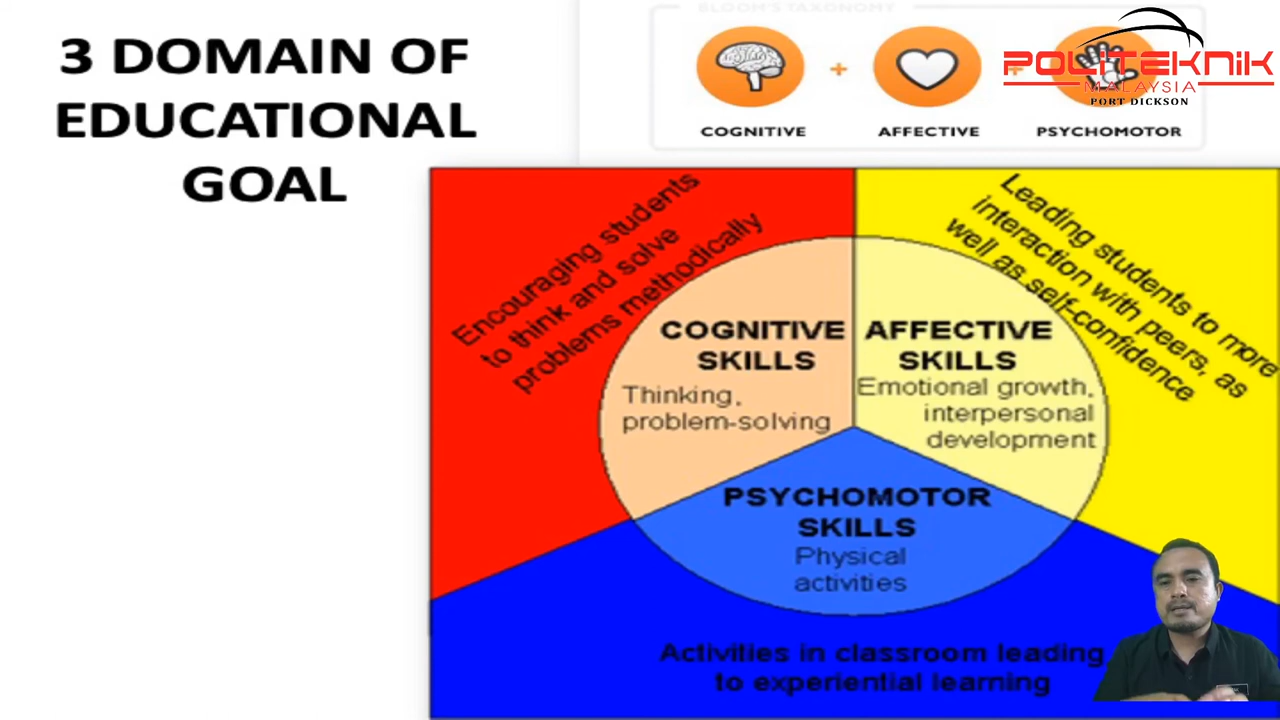 3 DOMAIN OF
EDUCATIONAL
GOAL
BLOOM'S TAXONOMY
COGNITIVE
+
AFFECTIVE
+
PSYCHOMOTOR
POLITEKNIK
MALAYSIA
PORT DICKSON
Encouraging students
to think and solve
problems methodically
Leading students to more
interaction with peers, as
well as self-confidence
COGNITIVE
SKILLS
Thinking,
problem-solving
AFFECTIVE
SKILLS
Emotional growth,
interpersonal
development
PSYCHOMOTOR
SKILLS
Physical
activities
Activities in classroom leading
to experiential learning